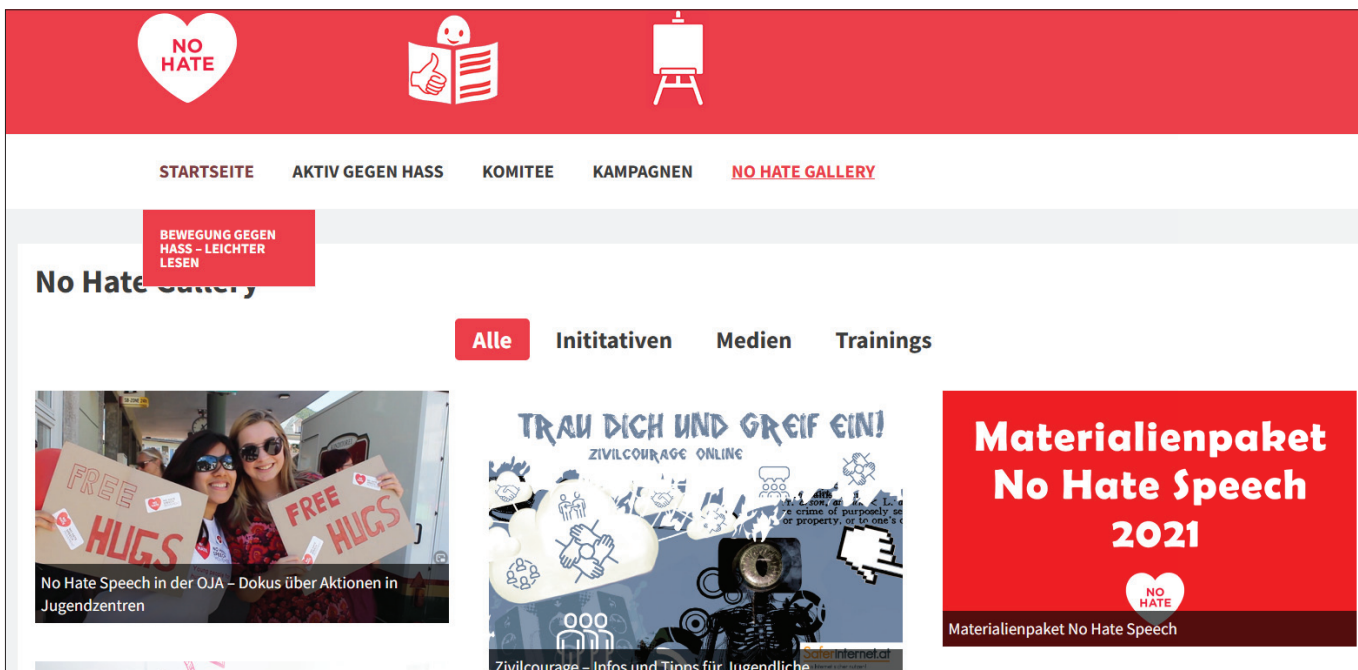 NO
HATE
STARTSEITE AKTIV GEGEN HASS KOMITEE KAMPAGNEN NO HATE GALLERY
BEWEGUNG GEGEN
HASS – LEICHTER
LESEN
No Hate Gallery
Alle Inititativen Medien Trainings
FREE
HUGS
FREE
HUGS
No Hate Speech in der OJA – Dokus über Aktionen in
Jugendzentren
TRAU DICH UND GREIF EIN!
ZIVILCOURAGE ONLINE
e crime of purposely se
or property, or to one's
Saferinternet.at
Zivilcourage – Infos und Tipps für Jugendliche
Materialienpaket
No Hate Speech
2021
NO
HATE
Materialienpaket No Hate Speech